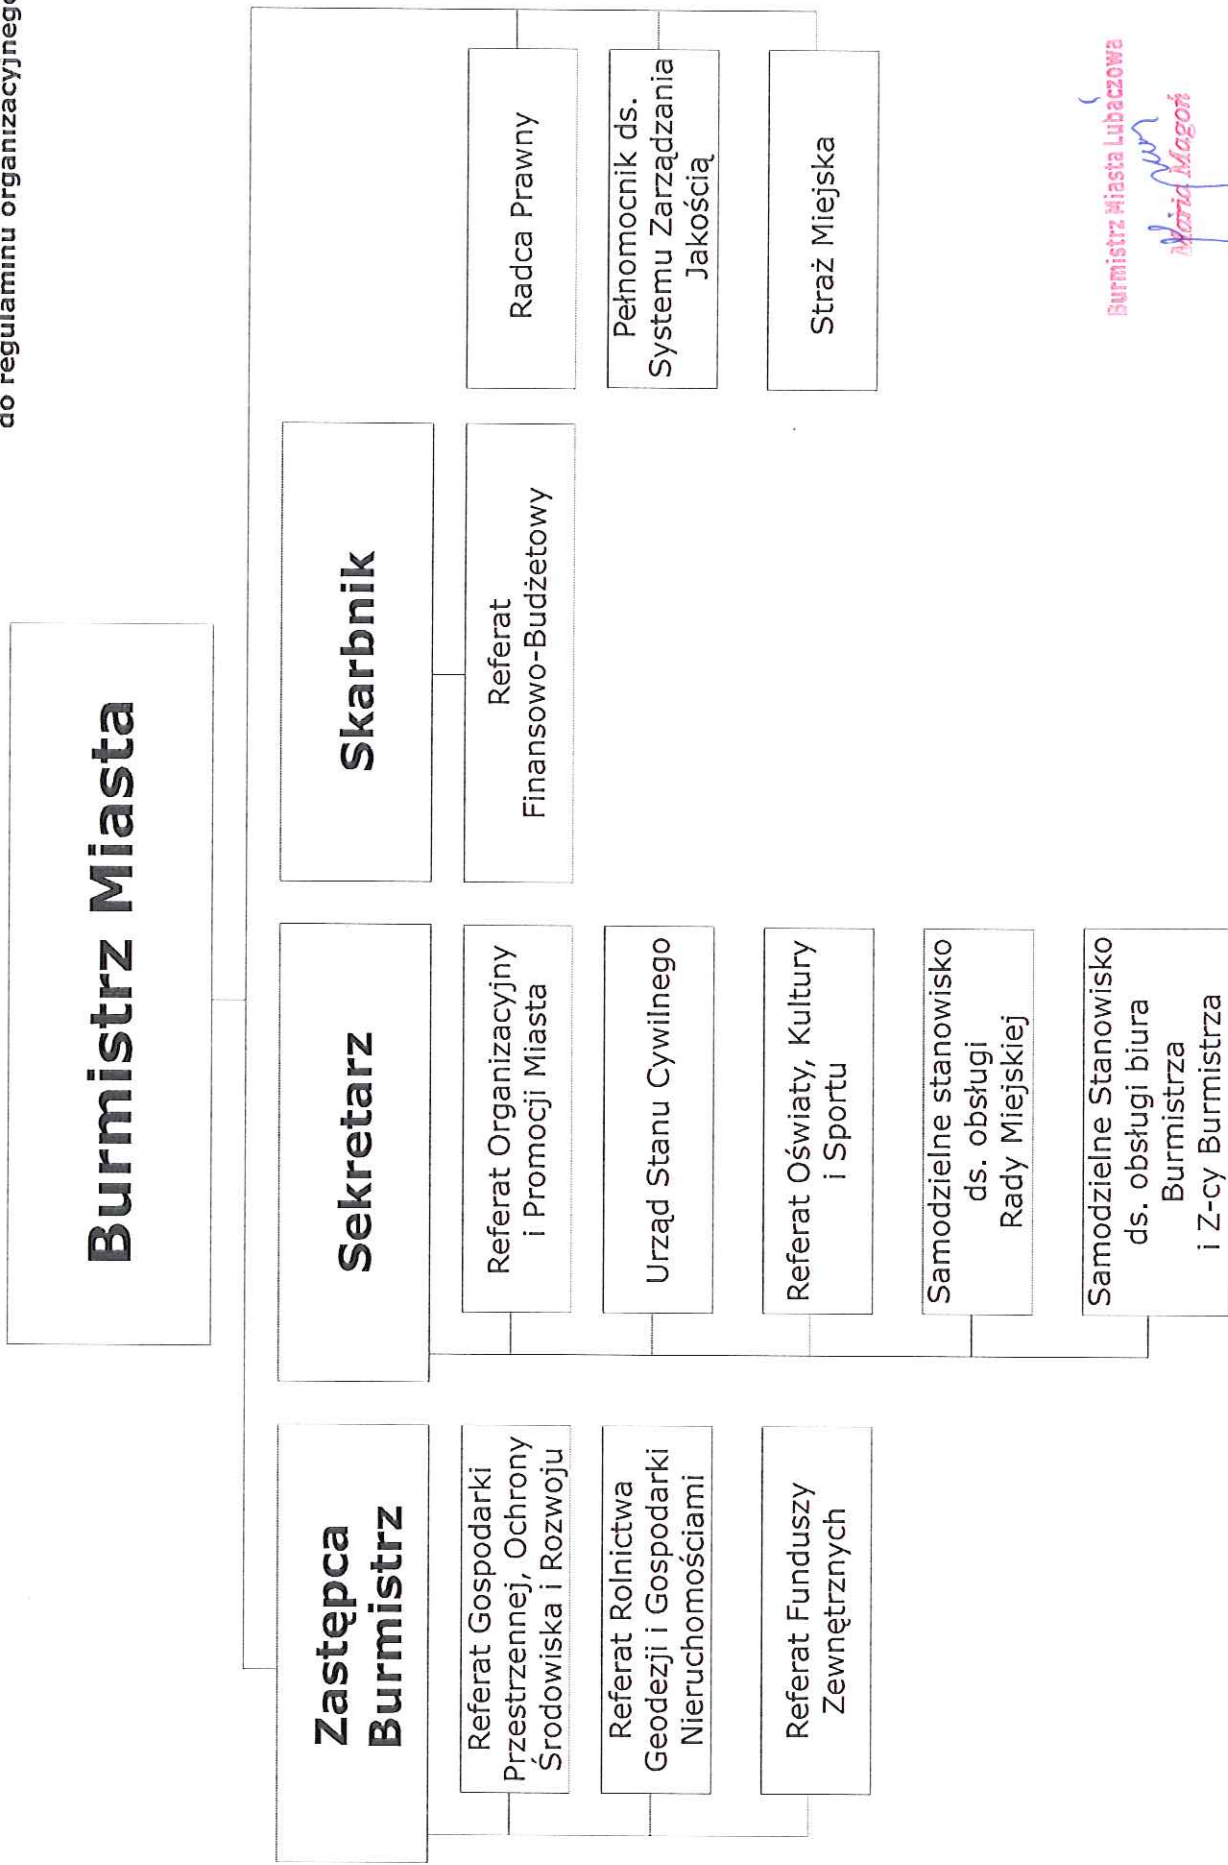 do regulaminu organizacyjnego
Burmistrz Miasta
Zastępca
Burmistrz
Referat Gospodarki
Przestrzennej, Ochrony
Środowiska i Rozwoju
Referat Rolnictwa
Geodezji i Gospodarki
Nieruchomościami
Referat Funduszy
Zewnętrznych
Sekretarz
Referat Organizacyjny
i Promocji Miasta
Urząd Stanu Cywilnego
Referat Oświaty, Kultury
i Sportu
Samodzielne stanowisko
ds. obsługi
Rady Miejskiej
Samodzielne Stanowisko
ds. obsługi biura
Burmistrza
i Z-cy Burmistrza
Skarbnik
Referat
Finansowo-Budżetowy
Radca Prawny
Pełnomocnik ds.
Systemu Zarządzania
Jakością
Straż Miejska
Burmistrz Miasta Lubaczowa
Maria Magoń